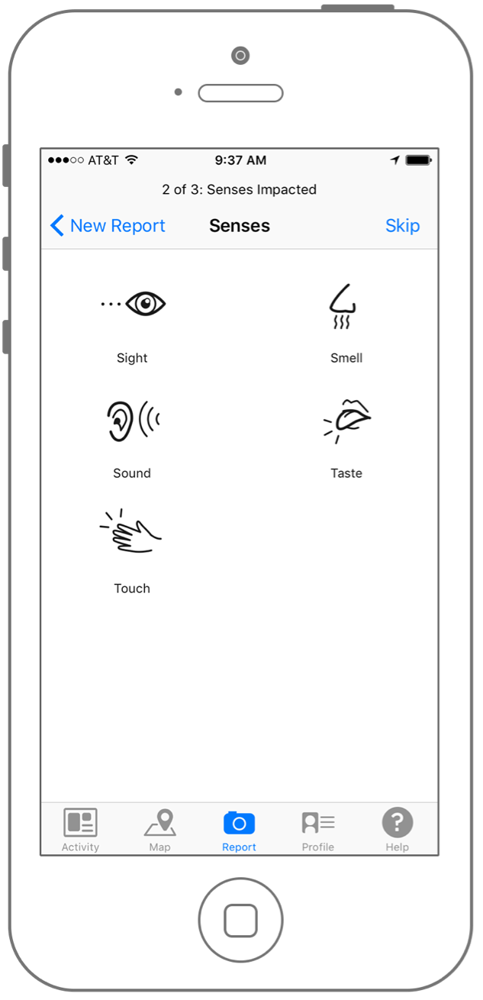 AT&T 9:37 AM
2 of 3: Senses Impacted
New Report Senses Skip
Sight Smell
Sound Taste
Touch
Activity Map Report Profile Help